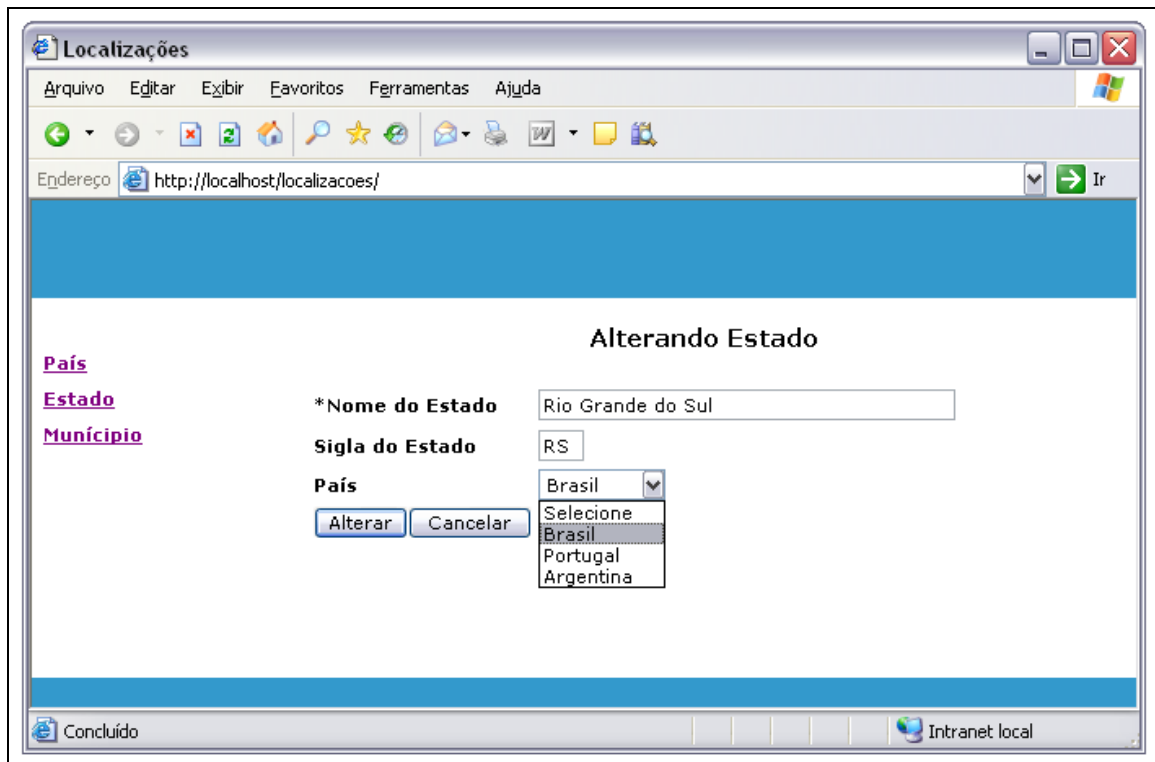 Localizações
Arquivo Editar Exibir Favoritos Ferramentas Ajuda
Endereço http://localhost/localizacoes/ Ir
Alterando Estado
País
Estado
Munícipio
*Nome do Estado Rio Grande do Sul
Sigla do Estado RS
País Brasil
Alterar Cancelar
Selecione
Brasil
Portugal
Argentina
Concluído Intranet local